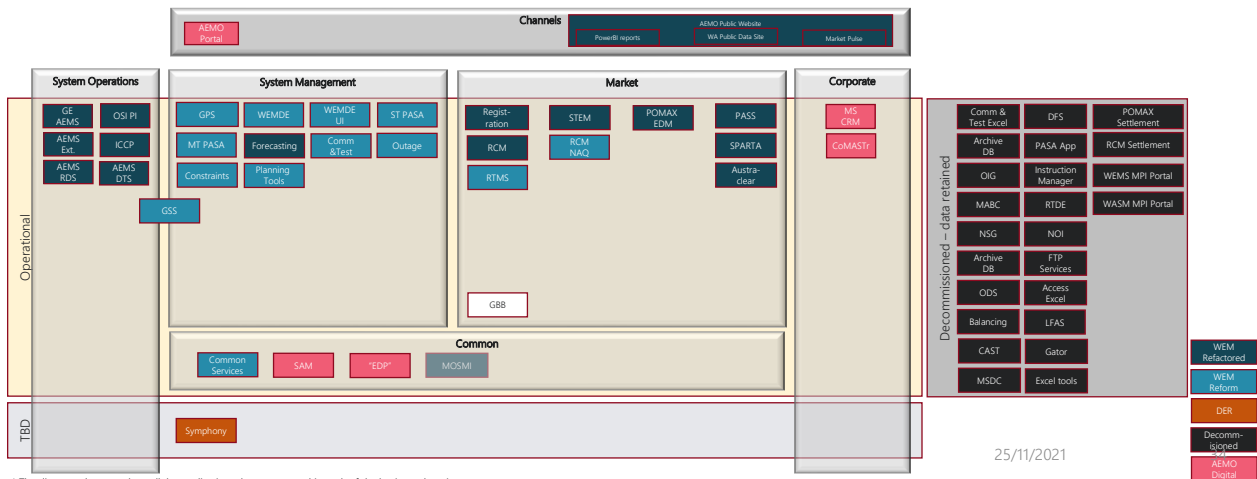 Channels
AEMO
Portal
AEMO Public Website
PowerBI reports
WA Public Data Site
Market Pulse
System Operations
System Management
Market
Corporate
Operational
GE
AEMS
OSI PI
AEMS
Ext.
ICCP
AEMS
RDS
AEMS
DTS
GSS
GPS
WEMDE
WEMDE
UI
ST PASA
MT PASA
Forecasting
Comm
&Test
Outage
Constraints
Planning
Tools
Regist-
ration
STEM
POMAX
EDM
PASS
RCM
RCM
NAQ
SPARTA
RTMS
Austra-
clear
GBB
MS
CRM
CoMASTr
Common
Common
Services
SAM
"EDP"
MOSMI
TBD
Symphony
Decommissioned – data retained
Comm &
Test Excel
DFS
POMAX
Settlement
Archive
DB
PASA App
RCM Settlement
OIG
Instruction
Manager
WEMS MPI Portal
MABC
RTDE
WASM MPI Portal
NSG
NOI
Archive
DB
FTP
Services
ODS
Access
Excel
Balancing
LFAS
CAST
Gator
MSDC
Excel tools
WEM
Refactored
WEM
Reform
DER
Decomm-
isioned
AEMO
Digital
25/11/2021